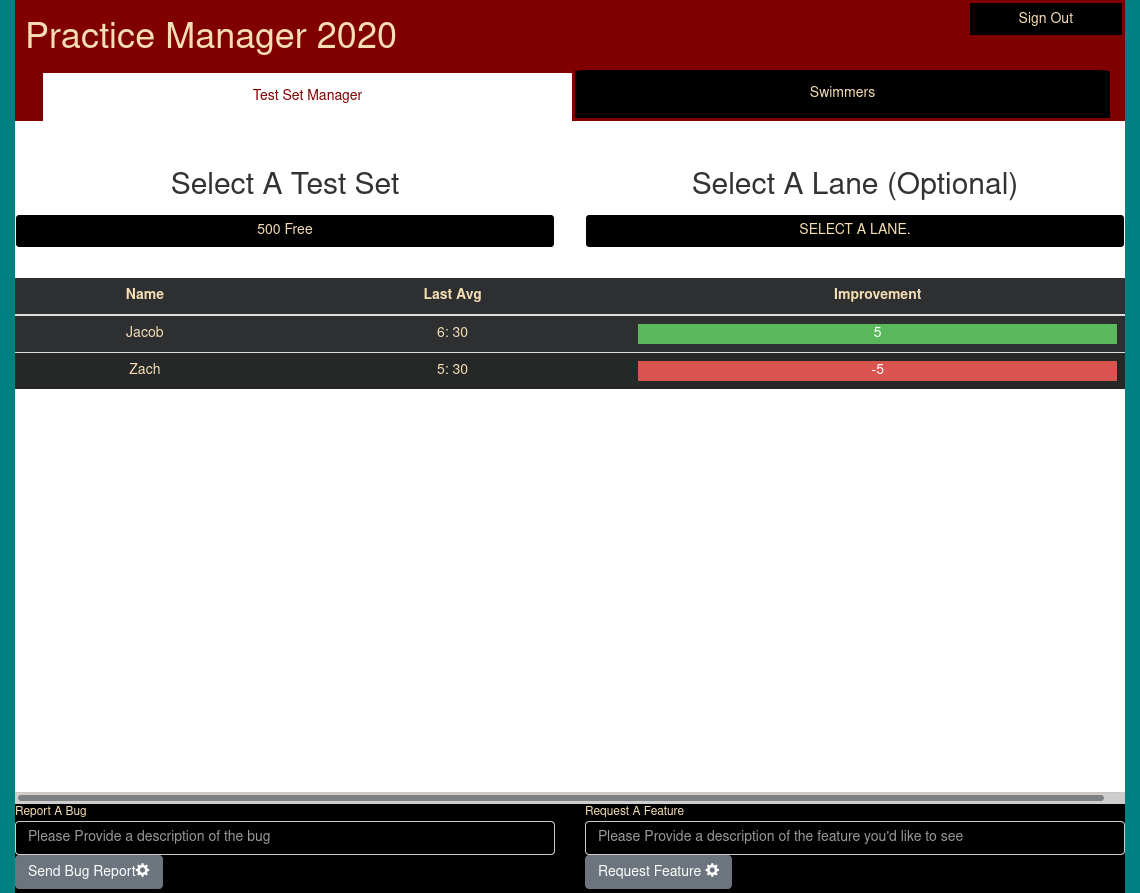 Practice Manager 2020
Sign Out
Test Set Manager
Swimmers
Select A Test Set
Select A Lane (Optional)
500 Free
SELECT A LANE.
Name Last Avg Improvement
Jacob 6: 30 5
Zach 5: 30 -5
Report A Bug
Request A Feature
Please Provide a description of the bug
Please Provide a description of the feature you'd like to see
Send Bug Report
Request Feature